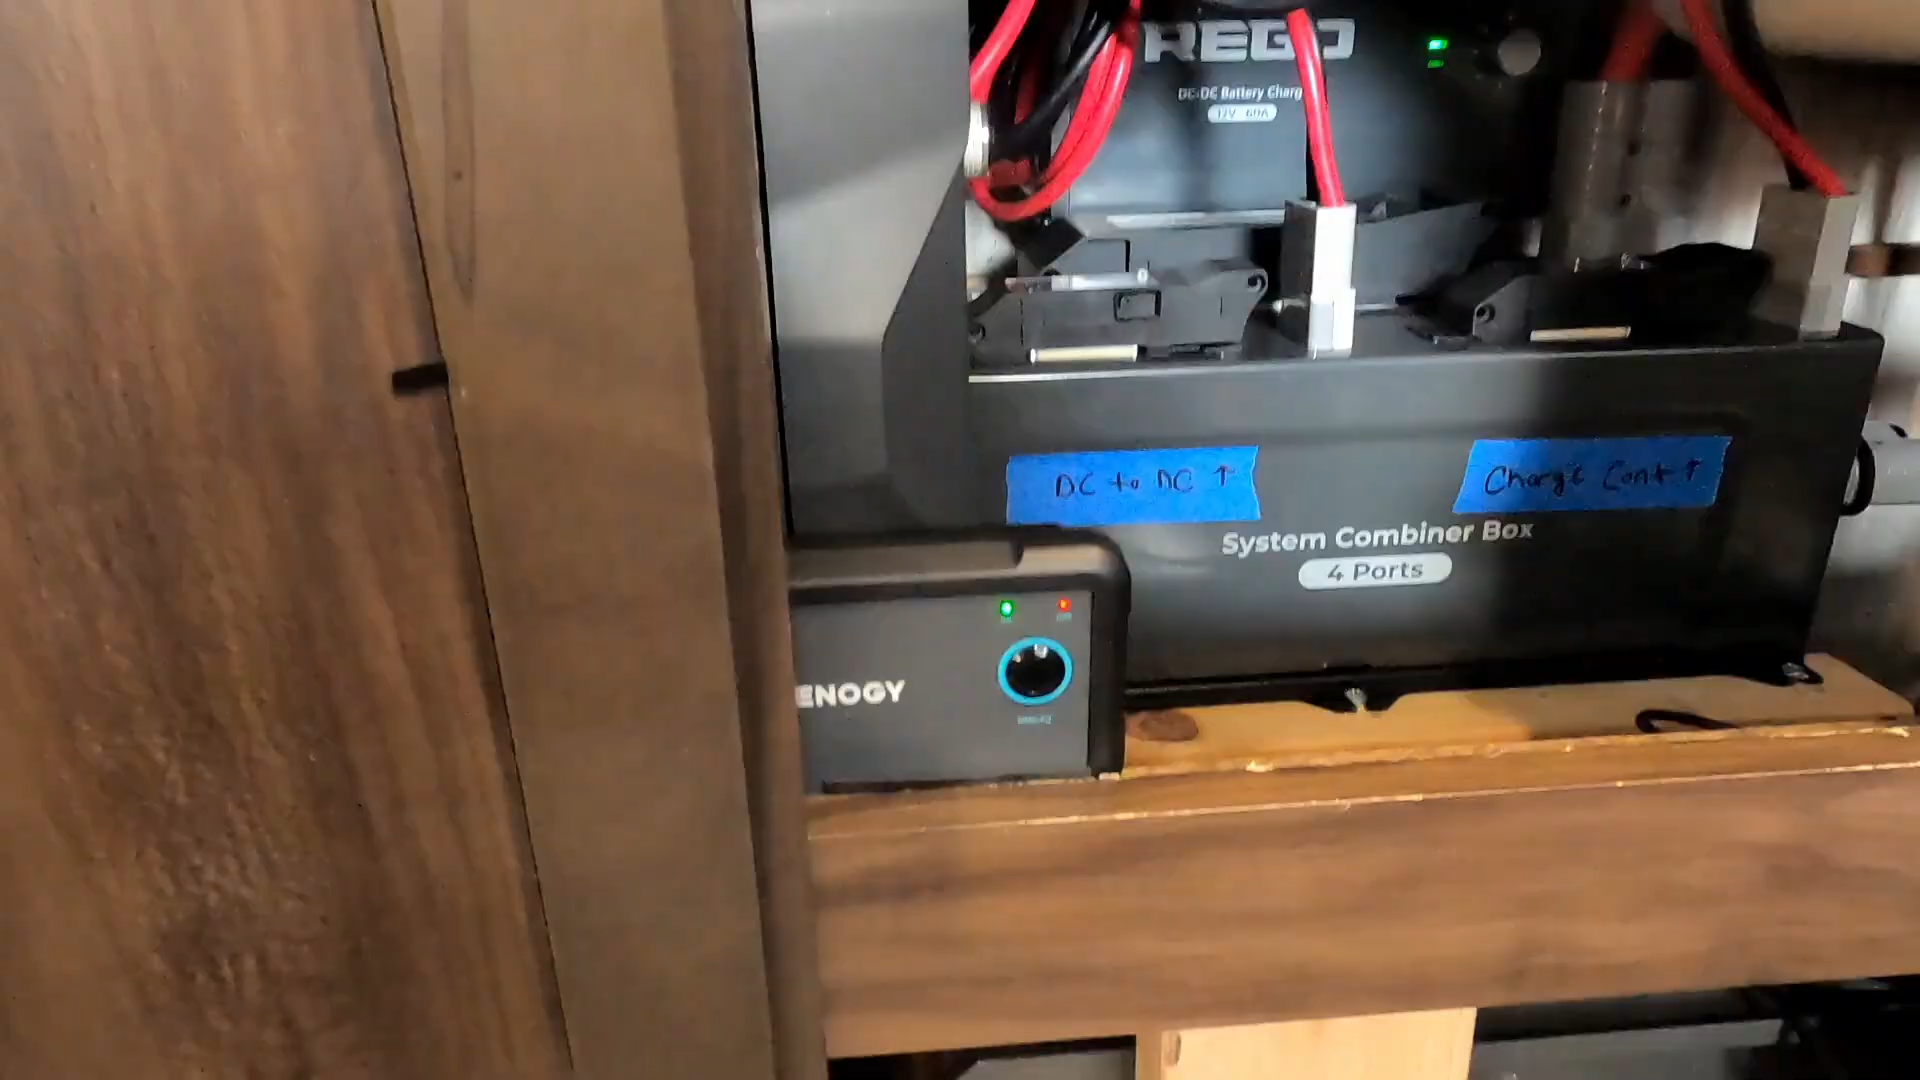 REGO
DC-DC Battery Charg
12V 60A
DC to DC ↑
Charge Cont ↑
System Combiner Box
4 Ports
ENOGY